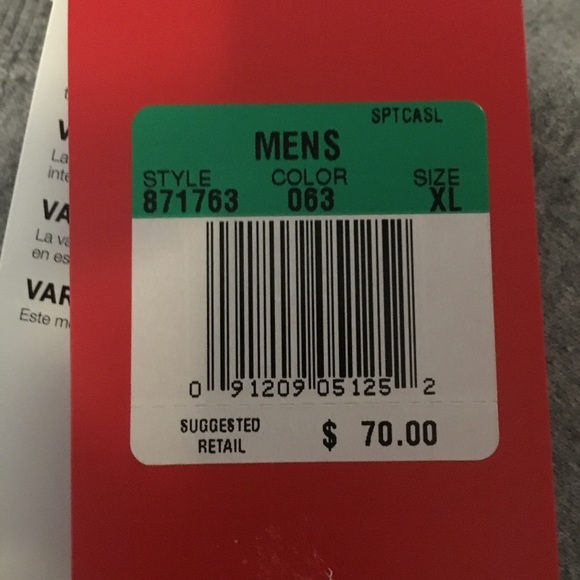 SPTCASL
MENS
STYLE COLOR SIZE
871763 063 XL
0 91209 05125 2
SUGGESTED
RETAIL
$ 70.00
La
inte
VA
La va
en es
VAR
Este m